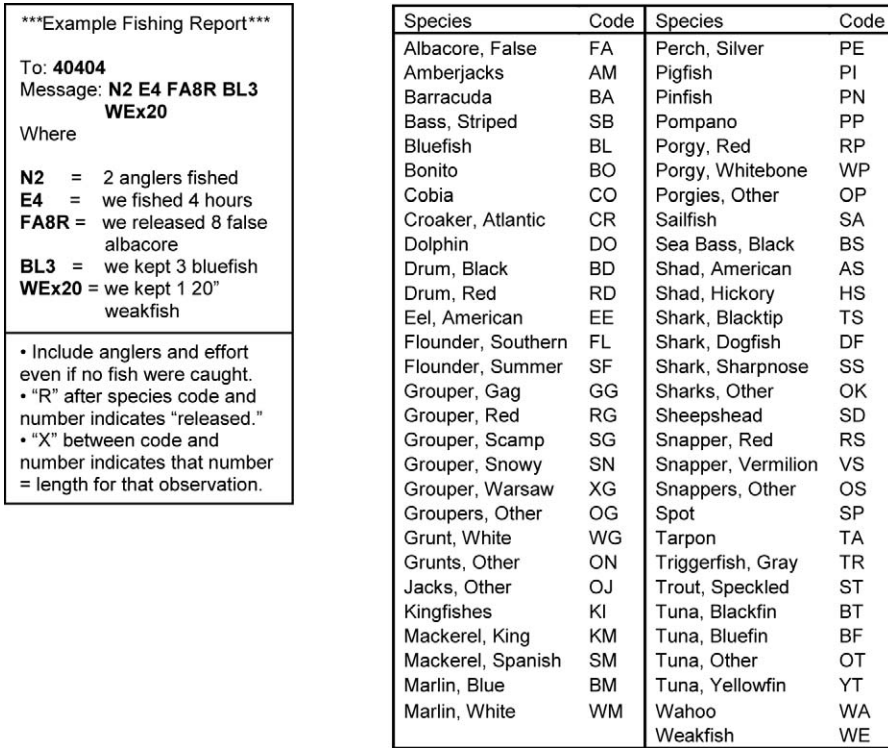 ***Example Fishing Report***
To: 40404
Message: N2 E4 FA8R BL3
WEx20
Where
N2 = 2 anglers fished
E4 = we fished 4 hours
FA8R = we released 8 false
albacore
BL3 = we kept 3 bluefish
WEx20 = we kept 1 20”
weakfish
• Include anglers and effort
even if no fish were caught.
• “R” after species code and
number indicates “released.”
• “X” between code and
number indicates that number
= length for that observation.
Species Code Species Code
Albacore, False FA Perch, Silver PE
Amberjacks AM Pigfish PI
Barracuda BA Pinfish PN
Bass, Striped SB Pompano PP
Bluefish BL Porgy, Red RP
Bonito BO Porgy, Whitebone WP
Cobia CO Porgies, Other OP
Croaker, Atlantic CR Sailfish SA
Dolphin DO Sea Bass, Black BS
Drum, Black BD Shad, American AS
Drum, Red RD Shad, Hickory HS
Eel, American EE Shark, Blacktip TS
Flounder, Southern FL Shark, Dogfish DF
Flounder, Summer SF Shark, Sharpnose SS
Grouper, Gag GG Sharks, Other OK
Grouper, Red RG Sheepshead SD
Grouper, Scamp SG Snapper, Red RS
Grouper, Snowy SN Snapper, Vermilion VS
Grouper, Warsaw XG Snappers, Other OS
Groupers, Other OG Spot SP
Grunt, White WG Tarpon TA
Grunts, Other ON Triggerfish, Gray TR
Jacks, Other OJ Trout, Speckled ST
Kingfishes KI Tuna, Blackfin BT
Mackerel, King KM Tuna, Bluefin BF
Mackerel, Spanish SM Tuna, Other OT
Marlin, Blue BM Tuna, Yellowfin YT
Marlin, White WM Wahoo WA
Weakfish WE